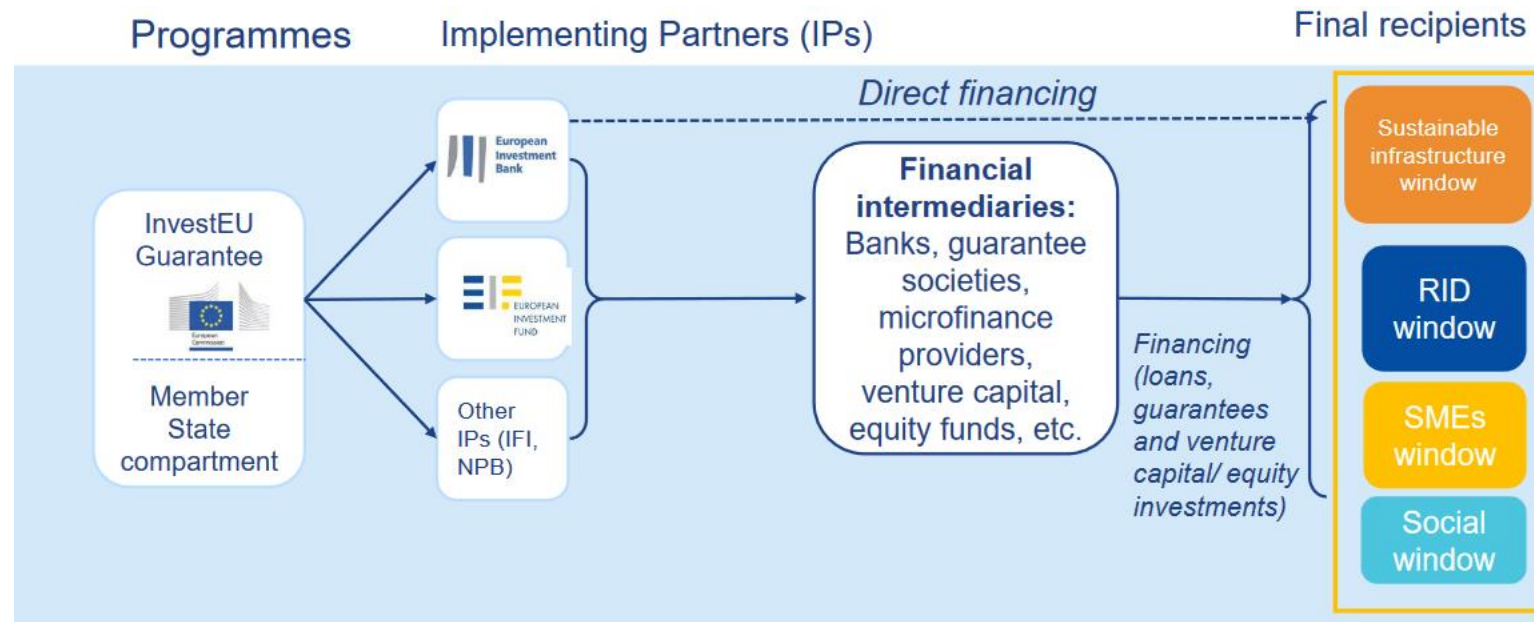 Programmes
Implementing Partners (IPs)
Final recipients
InvestEU
Guarantee
European
Commission
Member
State
compartment
European
Investment
Bank
EUROPEAN
INVESTMENT
FUND
Other
IPs (IFI,
NPB)
Direct financing
Financial
intermediaries:
Banks, guarantee
societies,
microfinance
providers,
venture capital,
equity funds, etc.
Financing
(loans,
guarantees
and venture
capital/ equity
investments)
Sustainable
infrastructure
window
RID
window
SMEs
window
Social
window